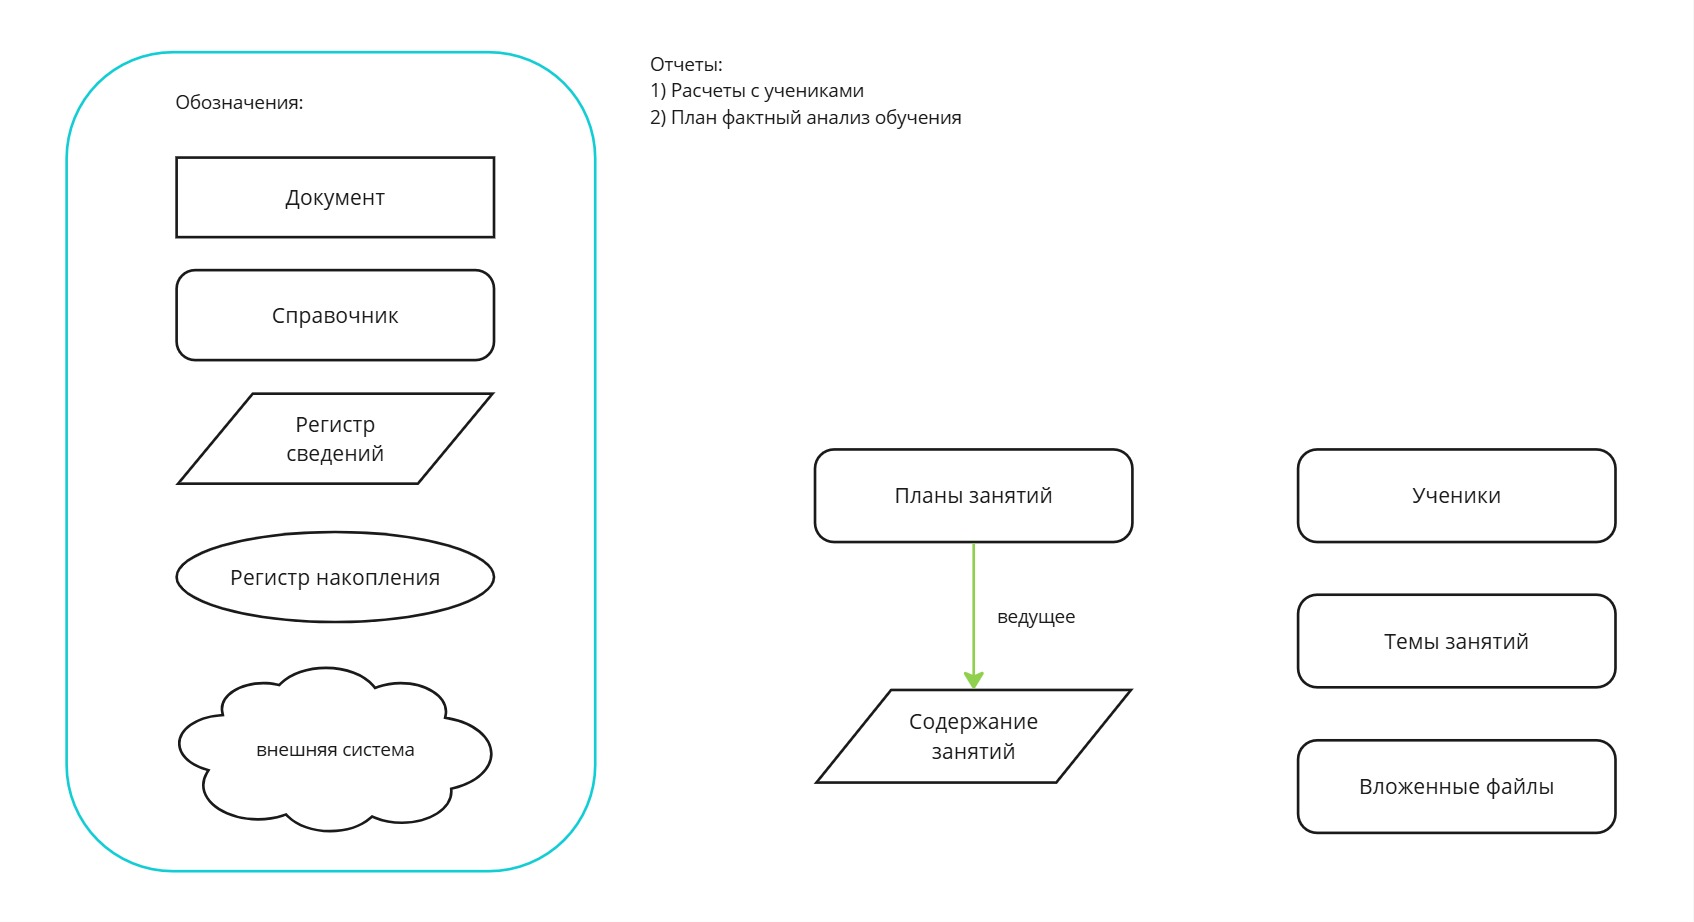 Обозначения:
Документ
Справочник
Регистр
сведений
Регистр накопления
внешняя система
Отчеты:
1) Расчеты с учениками
2) План фактный анализ обучения
Планы занятий
ведущее
Содержание
занятий
Ученики
Темы занятий
Вложенные файлы